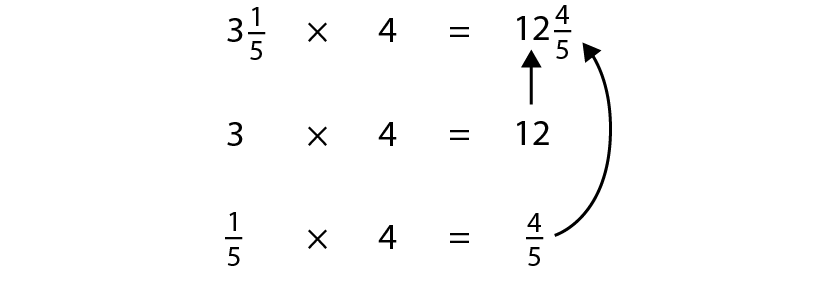 3 1/5 × 4 = 12 4/5
3 × 4 = 12
1/5 × 4 = 4/5